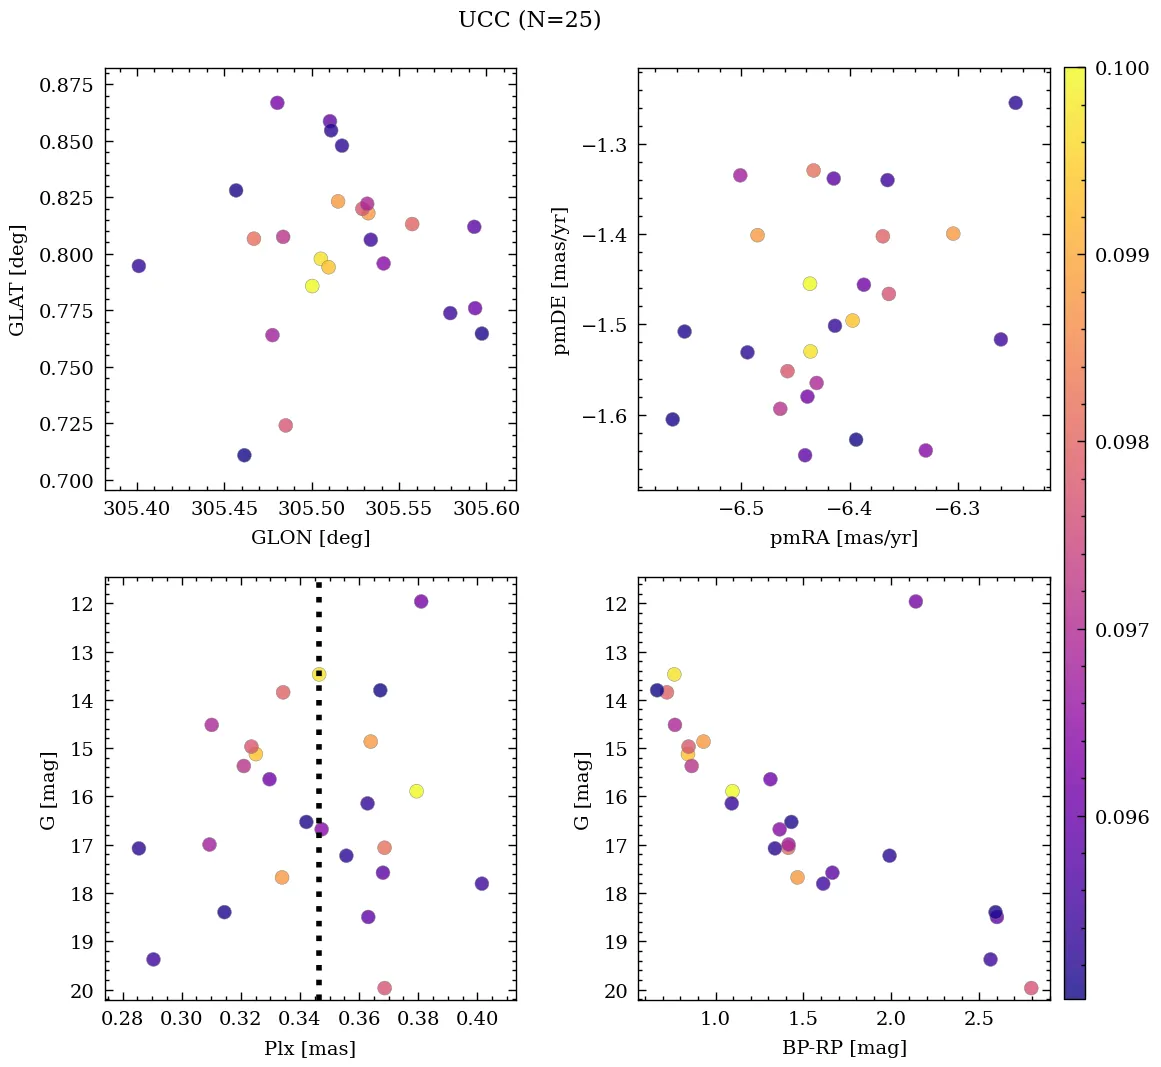 UCC (N=25)
0.875
0.850
0.825
0.800
0.775
0.750
0.725
0.700
GLAT [deg]
305.40 305.45 305.50 305.55 305.60
GLON [deg]
−1.3
−1.4
−1.5
−1.6
pmDE [mas/yr]
−6.5 −6.4 −6.3
pmRA [mas/yr]
0.100
0.099
0.098
0.097
0.096
12
13
14
15
16
17
18
19
20
G [mag]
0.28 0.30 0.32 0.34 0.36 0.38 0.40
Plx [mas]
12
13
14
15
16
17
18
19
20
G [mag]
1.0 1.5 2.0 2.5
BP-RP [mag]